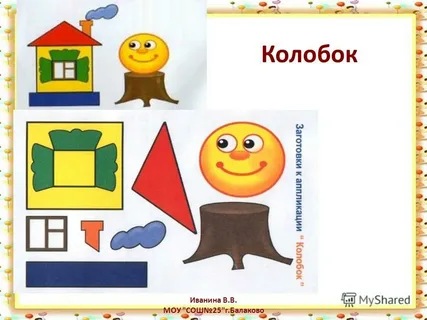 Колобок
Заготовки к аппликации " Колобок "
Иванина В.В.
МОУ "СОШ№25"г.Балаково
MyShared